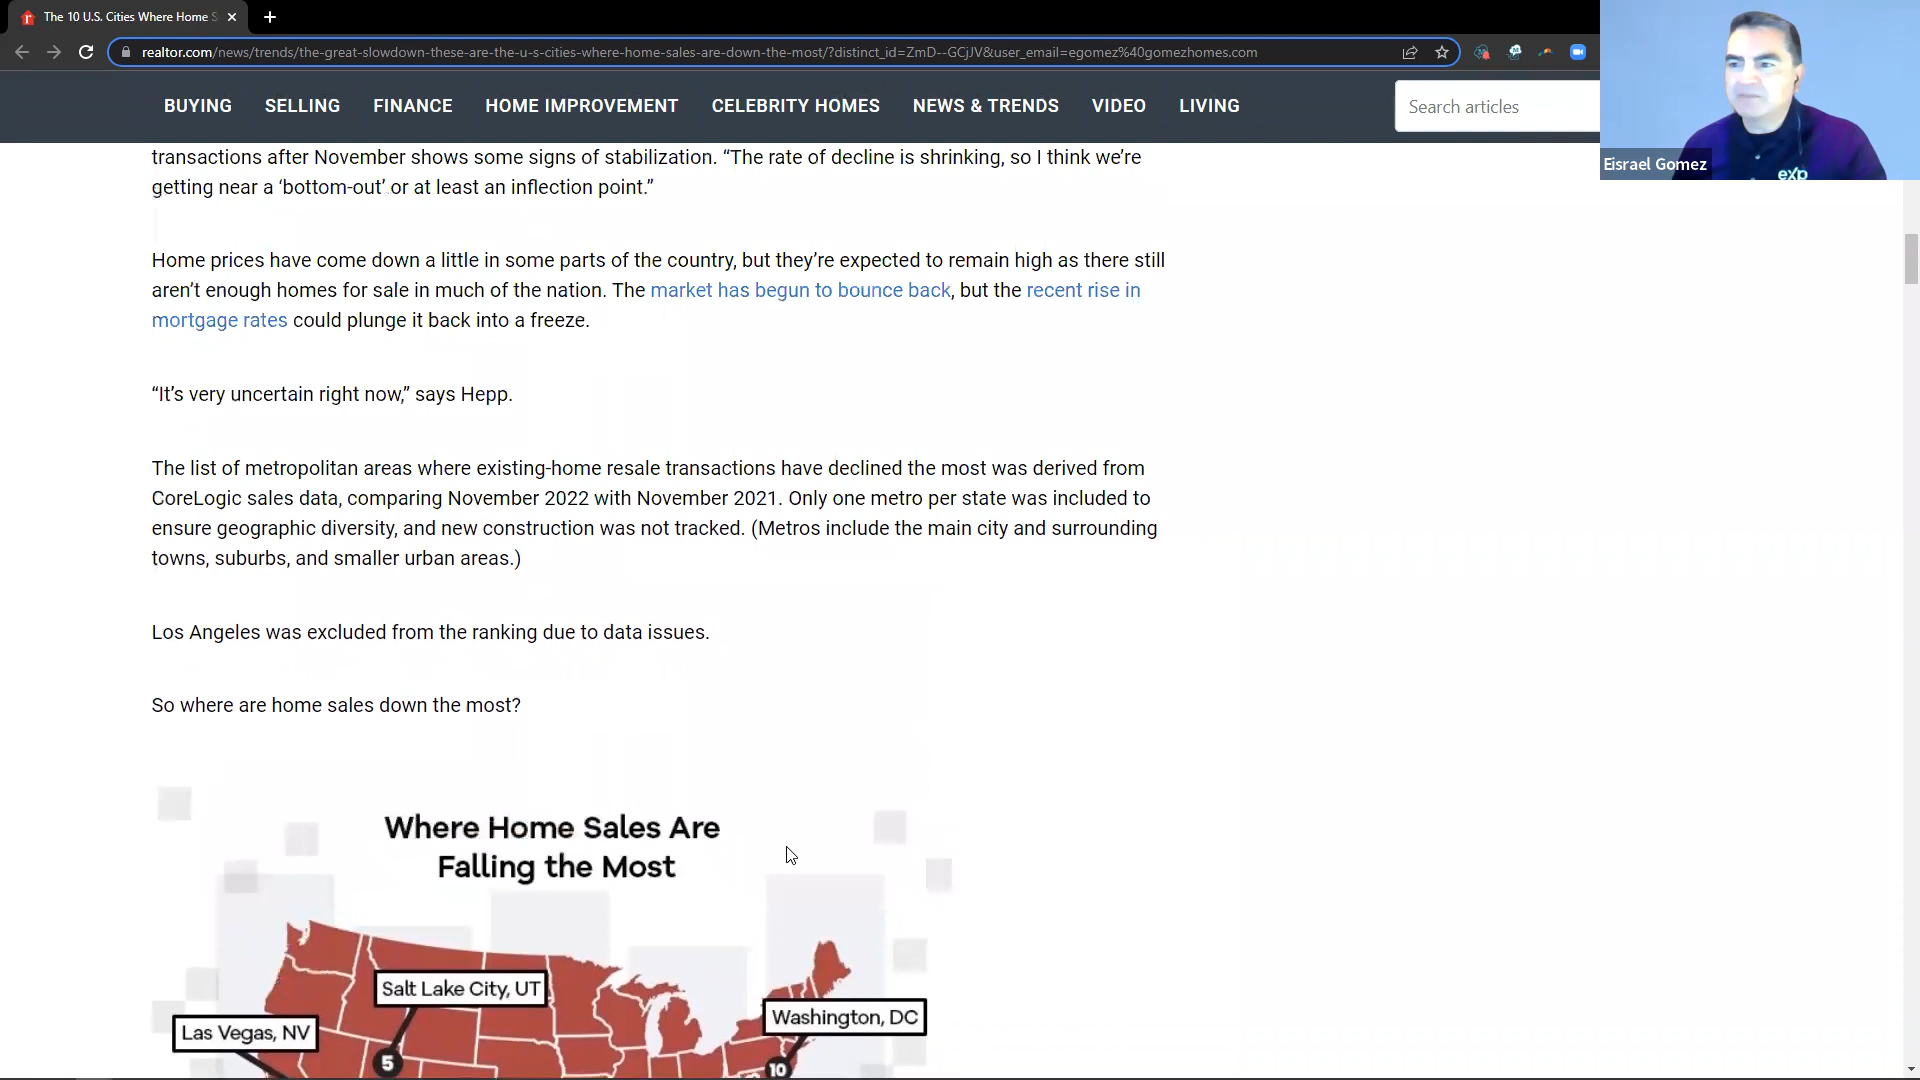 The 10 U.S. Cities Where Home S
realtor.com/news/trends/the-great-slowdown-these-are-the-u-s-cities-where-home-sales-are-down-the-most/?distinct_id=ZmD--GCjJV&user_email=egomez%40gomezhomes.com
BUYING SELLING FINANCE HOME IMPROVEMENT CELEBRITY HOMES NEWS & TRENDS VIDEO LIVING
Search articles
Eisrael Gomez
exp
transactions after November shows some signs of stabilization. “The rate of decline is shrinking, so I think we’re
getting near a ‘bottom-out’ or at least an inflection point.”
Home prices have come down a little in some parts of the country, but they’re expected to remain high as there still
aren’t enough homes for sale in much of the nation. The market has begun to bounce back, but the recent rise in
mortgage rates could plunge it back into a freeze.
“It’s very uncertain right now,” says Hepp.
The list of metropolitan areas where existing-home resale transactions have declined the most was derived from
CoreLogic sales data, comparing November 2022 with November 2021. Only one metro per state was included to
ensure geographic diversity, and new construction was not tracked. (Metros include the main city and surrounding
towns, suburbs, and smaller urban areas.)
Los Angeles was excluded from the ranking due to data issues.
So where are home sales down the most?
Where Home Sales Are
Falling the Most
Salt Lake City, UT
Washington, DC
Las Vegas, NV
5
10